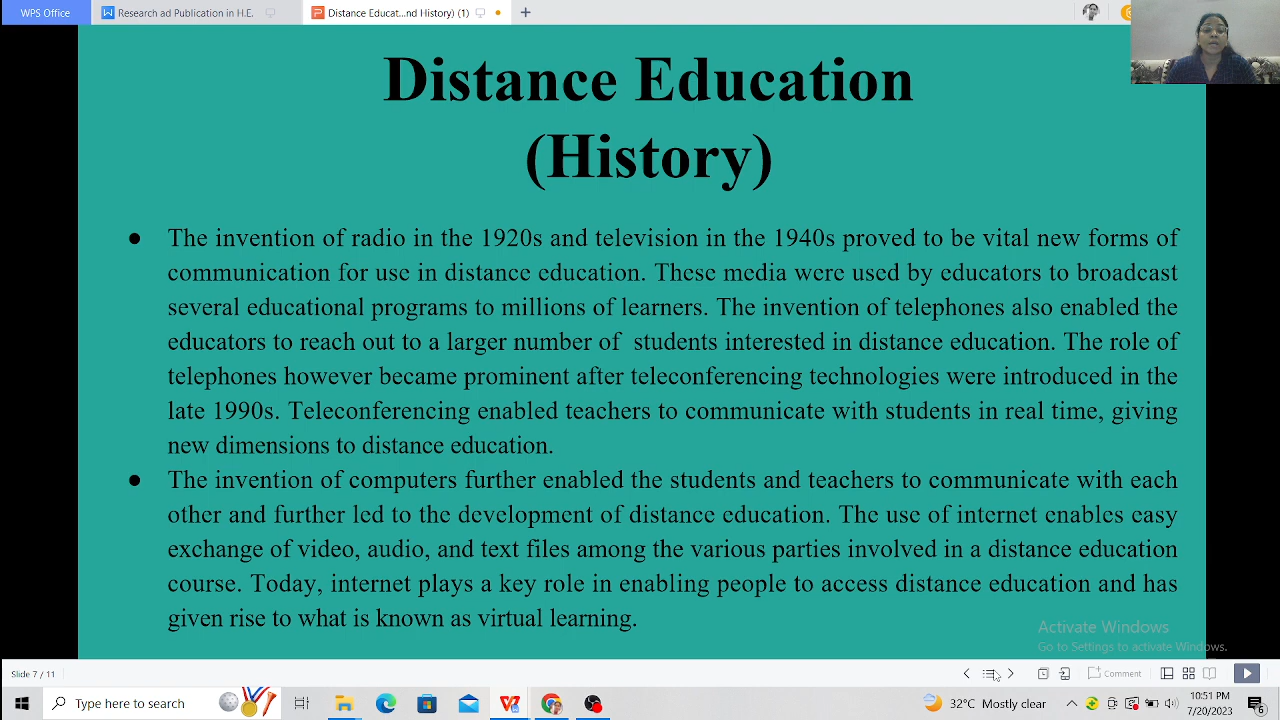 WPS Office
Research ad Publication in H.E.
Distance Educat...nd History (1)
Distance Education
(History)
● The invention of radio in the 1920s and television in the 1940s proved to be vital new forms of
communication for use in distance education. These media were used by educators to broadcast
several educational programs to millions of learners. The invention of telephones also enabled the
educators to reach out to a larger number of students interested in distance education. The role of
telephones however became prominent after teleconferencing technologies were introduced in the
late 1990s. Teleconferencing enabled teachers to communicate with students in real time, giving
new dimensions to distance education.
● The invention of computers further enabled the students and teachers to communicate with each
other and further led to the development of distance education. The use of internet enables easy
exchange of video, audio, and text files among the various parties involved in a distance education
course. Today, internet plays a key role in enabling people to access distance education and has
given rise to what is known as virtual learning.
Activate Windows
Go to Settings to activate Windows.
Slide 7 / 11
Comment
Type here to search
32°C Mostly clear
10:51 PM
7/20/2023